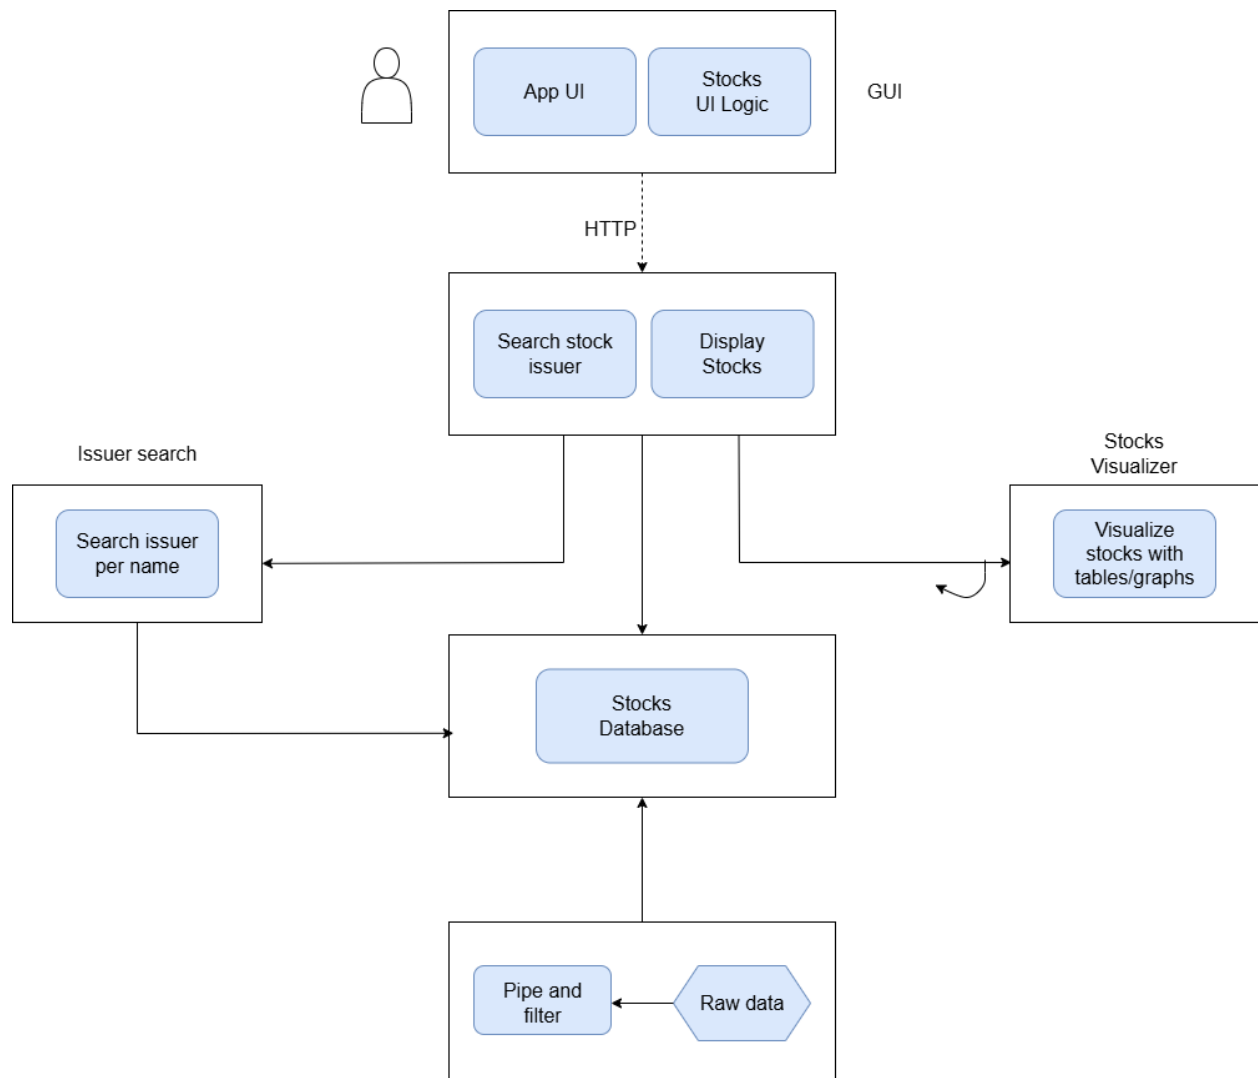 App UI
Stocks
UI Logic
GUI
HTTP
Search stock
issuer
Display
Stocks
Issuer search
Stocks
Visualizer
Search issuer
per name
Visualize
stocks with
tables/graphs
Stocks
Database
Pipe and
filter
Raw data